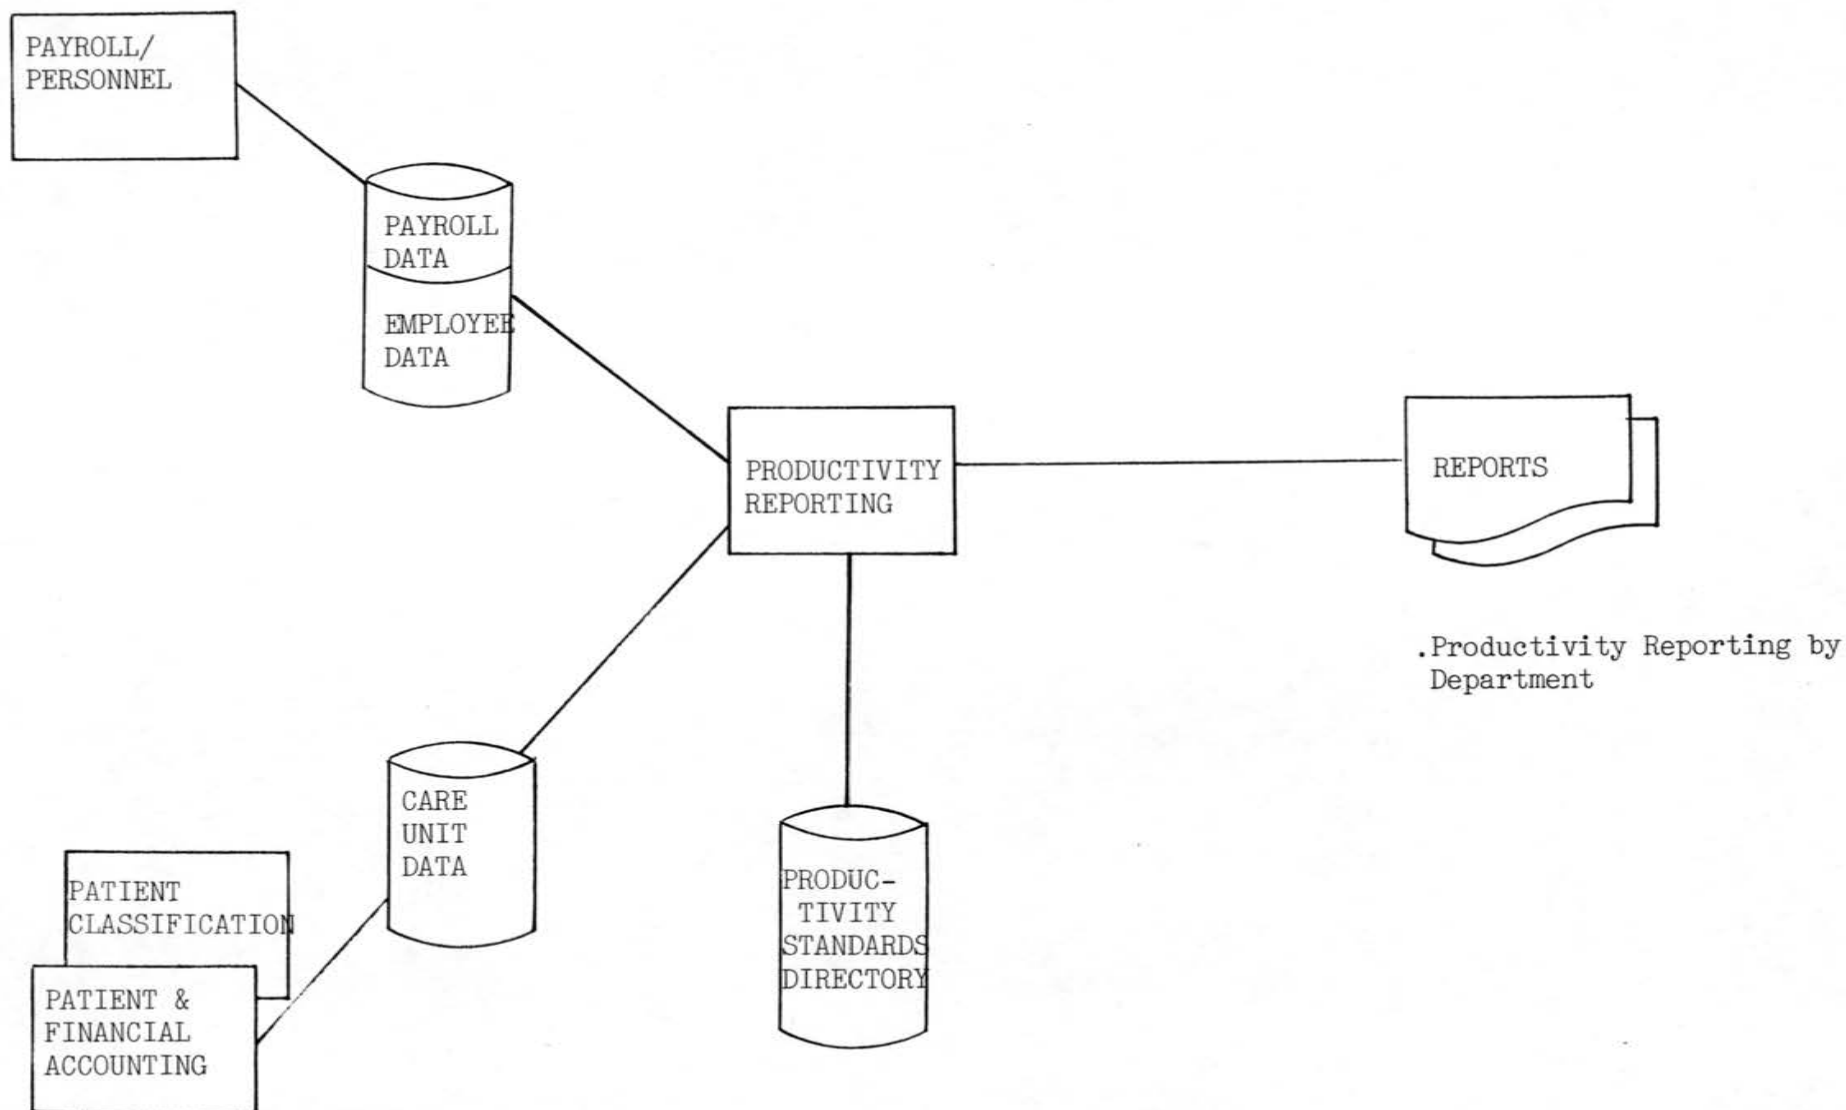 PAYROLL/
PERSONNEL
PAYROLL
DATA
EMPLOYEE
DATA
PRODUCTIVITY
REPORTING
REPORTS
.Productivity Reporting by
Department
CARE
UNIT
DATA
PATIENT
CLASSIFICATION
PATIENT &
FINANCIAL
ACCOUNTING
PRODUC-
TIVITY
STANDARDS
DIRECTORY